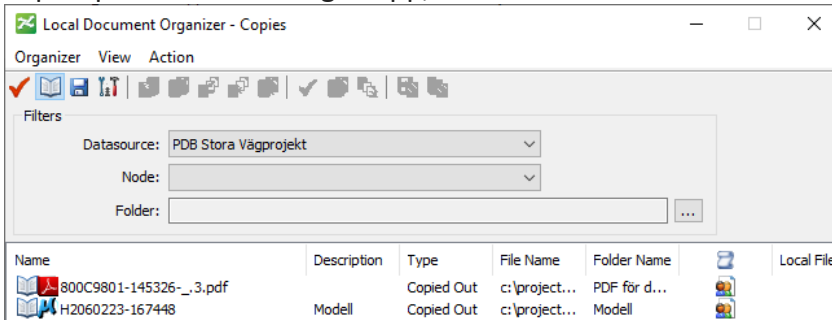 Local Document Organizer - Copies
Organizer View Action
Filters
Datasource: PDB Stora Vägprojekt
Node:
Folder: ...
Name Description Type File Name Folder Name Local File
800C9801-145326-_.3.pdf Copied Out c:\project... PDF för d...
H2060223-167448 Modell Copied Out c:\project... Modell